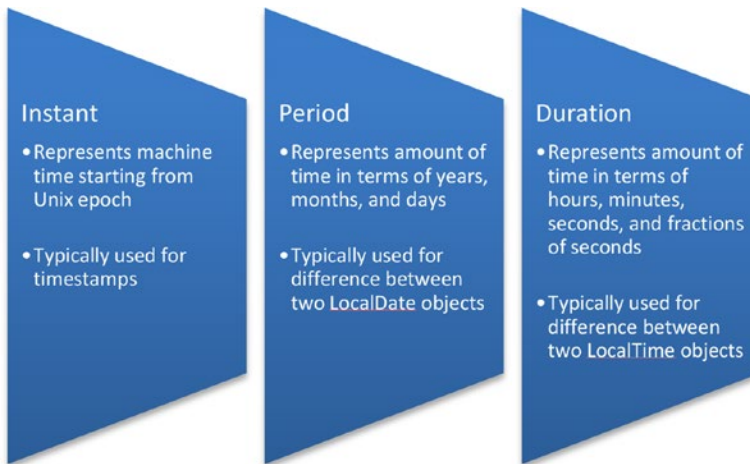 Instant
•Represents machine
time starting from
Unix epoch
•Typically used for
timestamps
Period
•Represents amount of
time in terms of years,
months, and days
•Typically used for
difference between
two LocalDate objects
Duration
•Represents amount of
time in terms of
hours, minutes,
seconds, and fractions
of seconds
•Typically used for
difference between
two LocalTime objects